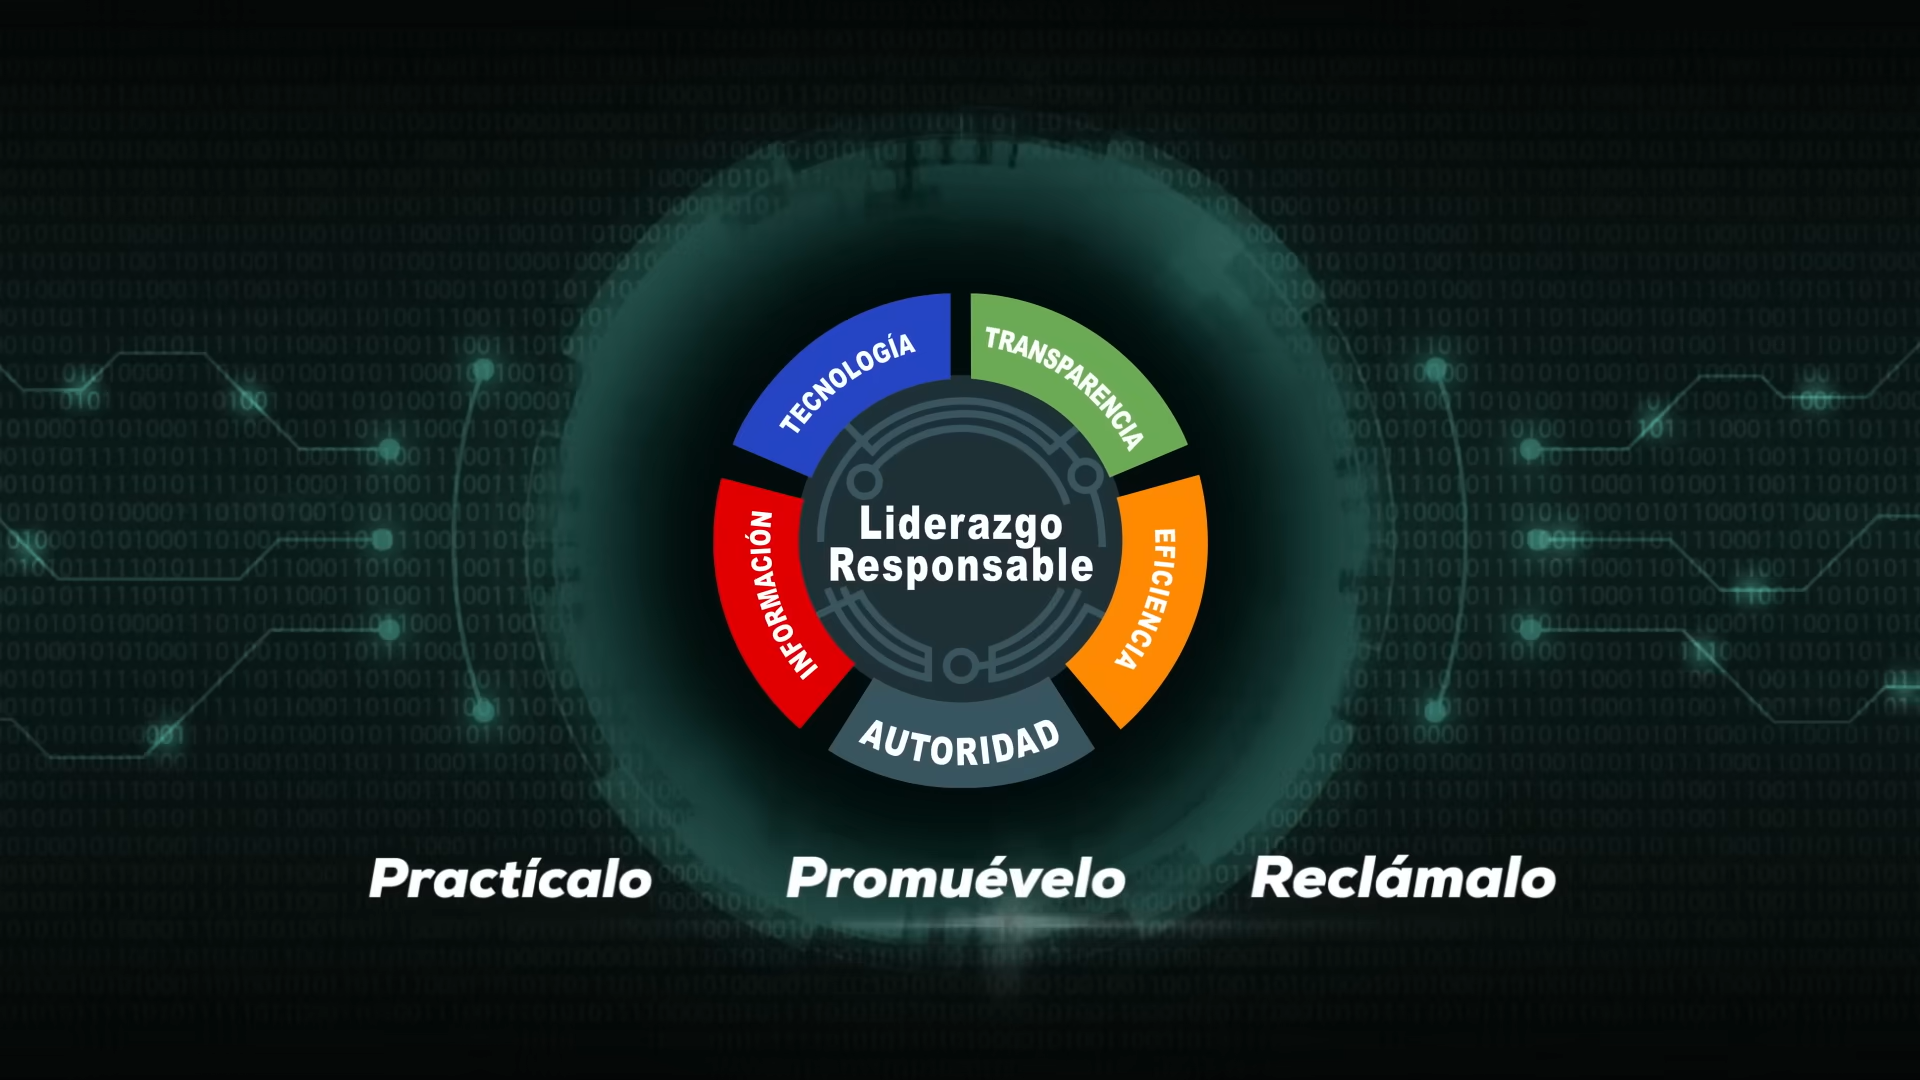 TECNOLOGÍA
TRANSPARENCIA
INFORMACIÓN
Liderazgo
Responsable
EFICIENCIA
AUTORIDAD
Practícalo
Promuévelo
Reclámalo